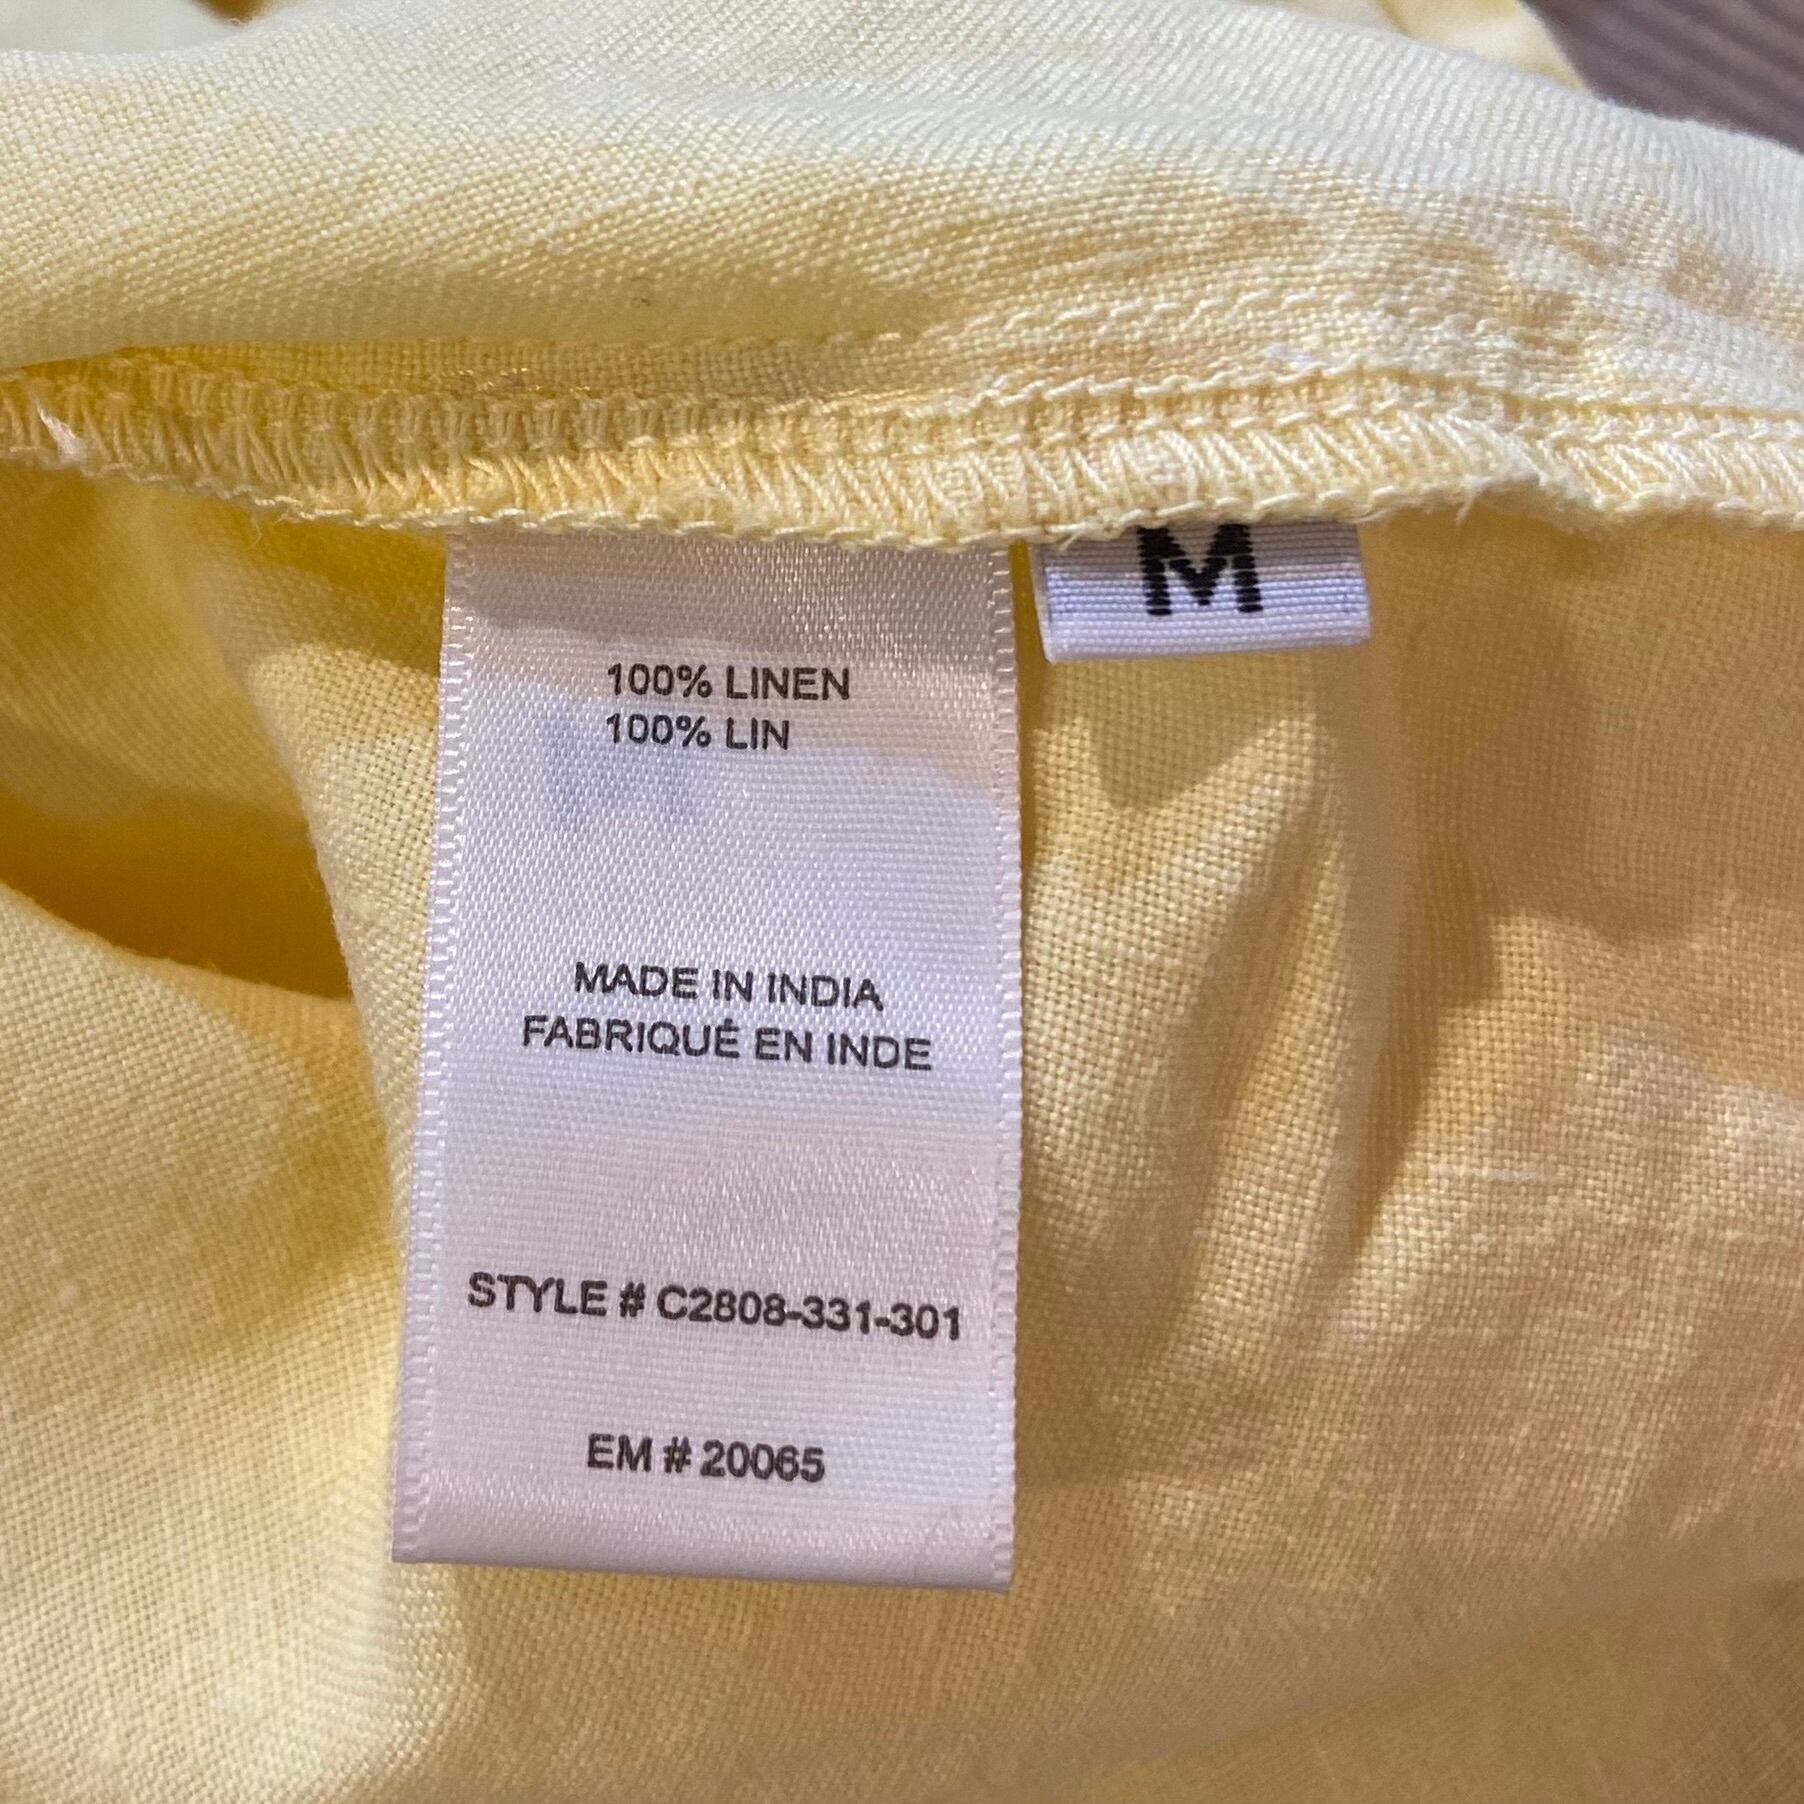 M
100% LINEN
100% LIN
MADE IN INDIA
FABRIQUÉ EN INDE
STYLE # C2808-331-301
EM # 20065